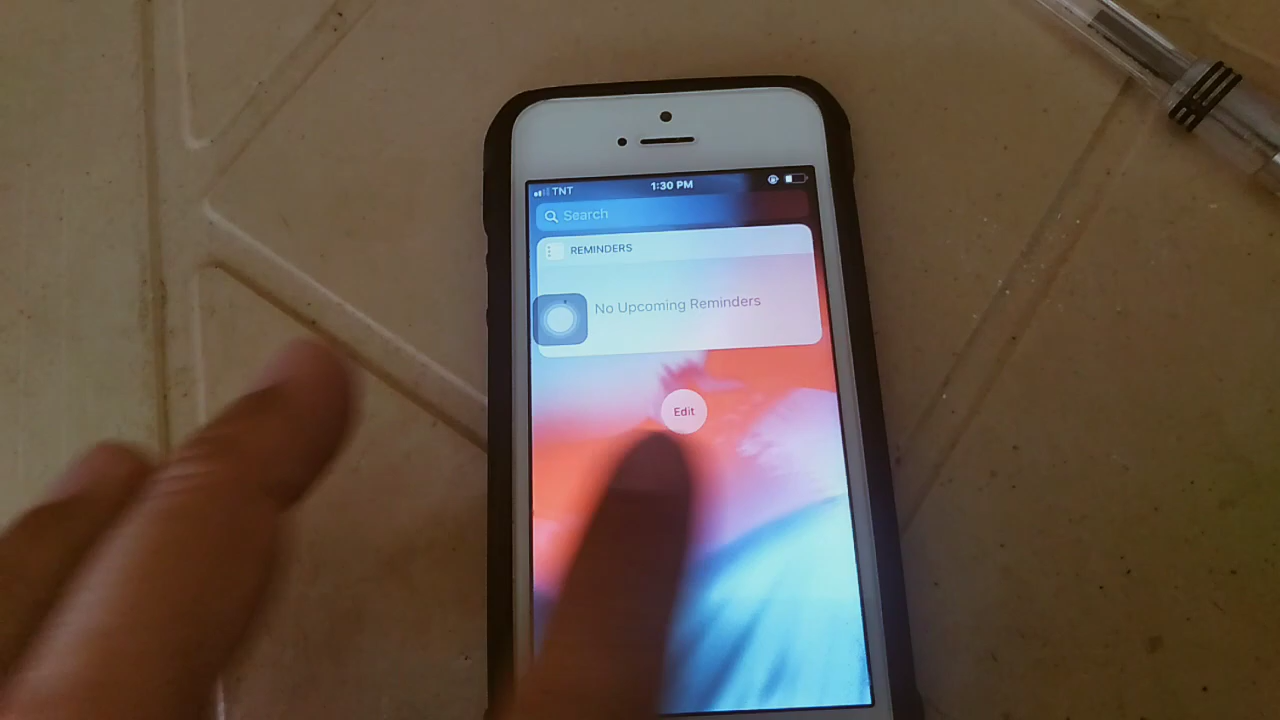 TNT 1:30 PM
Search
REMINDERS
No Upcoming Reminders
Edit